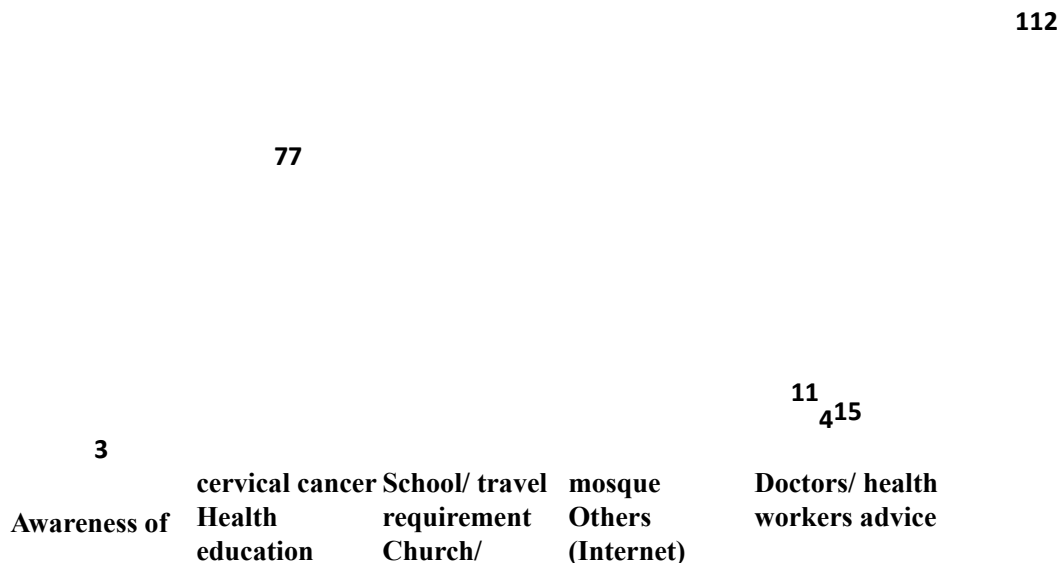 112
77
11
4
15
3
Awareness of
cervical cancer
Health
education
School/ travel
requirement
Church/
mosque
Others
(Internet)
Doctors/ health
workers advice